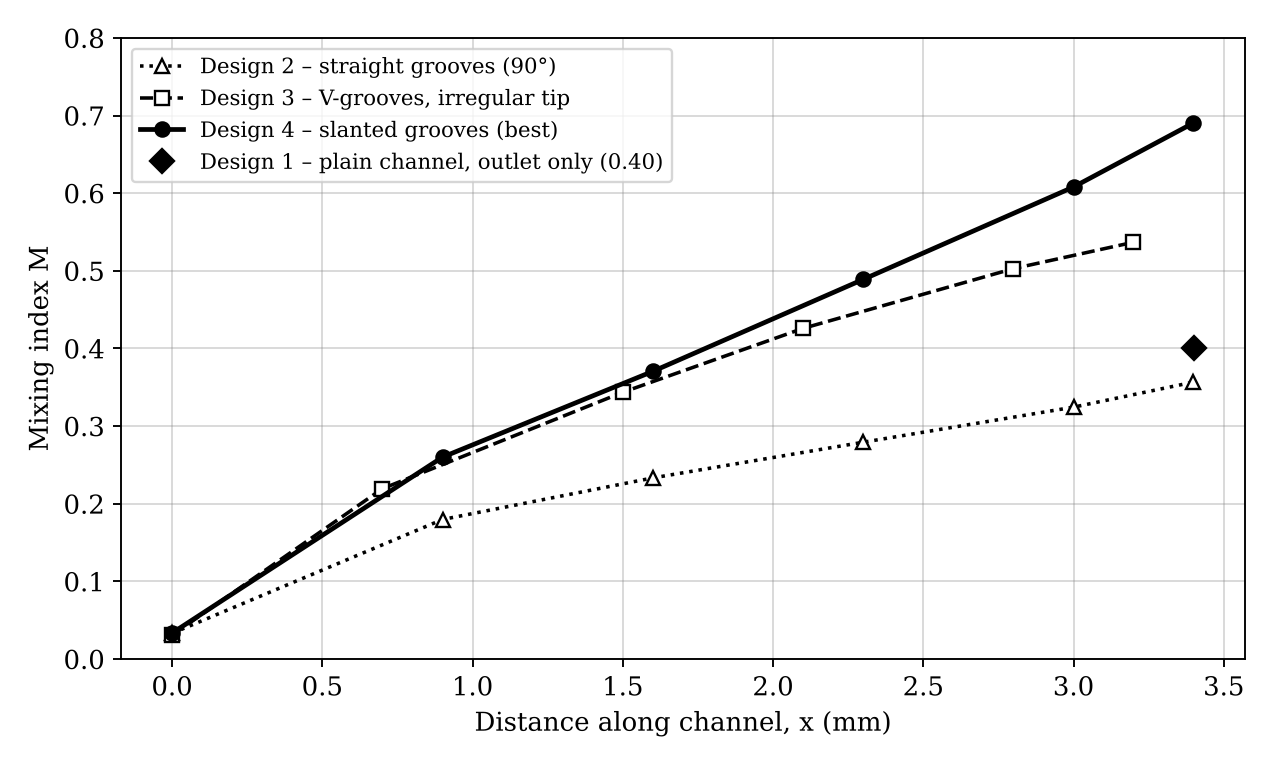 0.8
0.7
0.6
0.5
0.4
0.3
0.2
0.1
0.0
Mixing index M
Design 2 – straight grooves (90°)
Design 3 – V-grooves, irregular tip
Design 4 – slanted grooves (best)
Design 1 – plain channel, outlet only (0.40)
0.0 0.5 1.0 1.5 2.0 2.5 3.0 3.5
Distance along channel, x (mm)